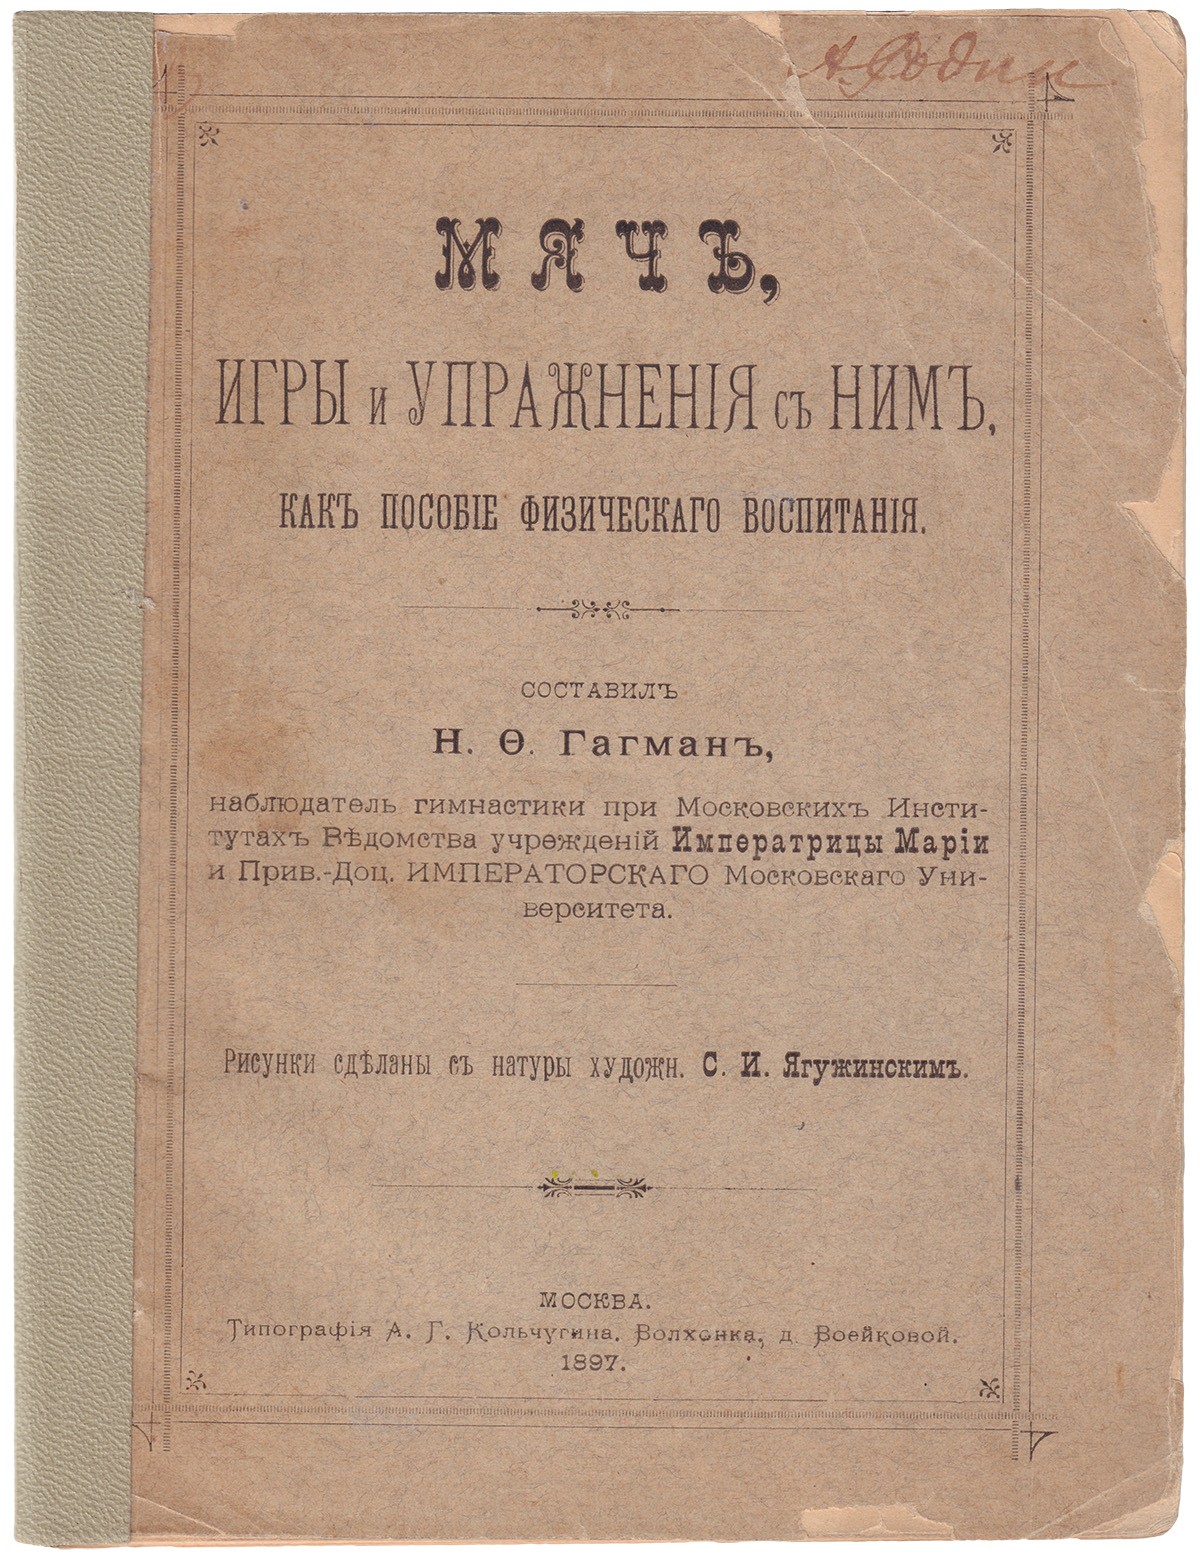 А. Родин
МЯЧЪ,
ИГРЫ и УПРАЖНЕНІЯ съ НИМЪ,
КАКЪ ПОСОБІЕ ФИЗИЧЕСКАГО ВОСПИТАНІЯ.
СОСТАВИЛЪ
Н. Ѳ. Гагманъ,
наблюдатель гимнастики при Московскихъ Инсти-
тутахъ Вѣдомства учрежденій Императрицы Маріи
и Прив.-Доц. ИМПЕРАТОРСКАГО Московскаго Уни-
верситета.
Рисунки сдѣланы съ натуры художн. С. И. Ягужинскимъ.
МОСКВА.
Типографія А. Г. Кольчугина, Волхонка, д. Воейковой.
1897.